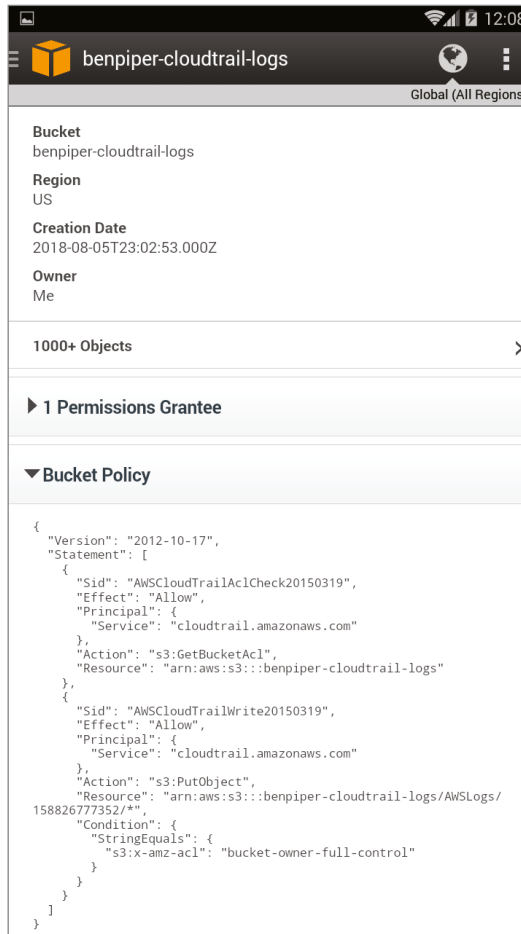 12:08
benpiper-cloudtrail-logs
Global (All Regions
Bucket
benpiper-cloudtrail-logs
Region
US
Creation Date
2018-08-05T23:02:53.000Z
Owner
Me
1000+ Objects
1 Permissions Grantee
Bucket Policy
{
  "Version": "2012-10-17",
  "Statement": [
    {
      "Sid": "AWSCloudTrailAclCheck20150319",
      "Effect": "Allow",
      "Principal": {
        "Service": "cloudtrail.amazonaws.com"
      },
      "Action": "s3:GetBucketAcl",
      "Resource": "arn:aws:s3:::benpiper-cloudtrail-logs"
    },
    {
      "Sid": "AWSCloudTrailWrite20150319",
      "Effect": "Allow",
      "Principal": {
        "Service": "cloudtrail.amazonaws.com"
      },
      "Action": "s3:PutObject",
      "Resource": "arn:aws:s3:::benpiper-cloudtrail-logs/AWSLogs/
158826777352/*",
      "Condition": {
        "StringEquals": {
          "s3:x-amz-acl": "bucket-owner-full-control"
        }
      }
    }
  ]
}